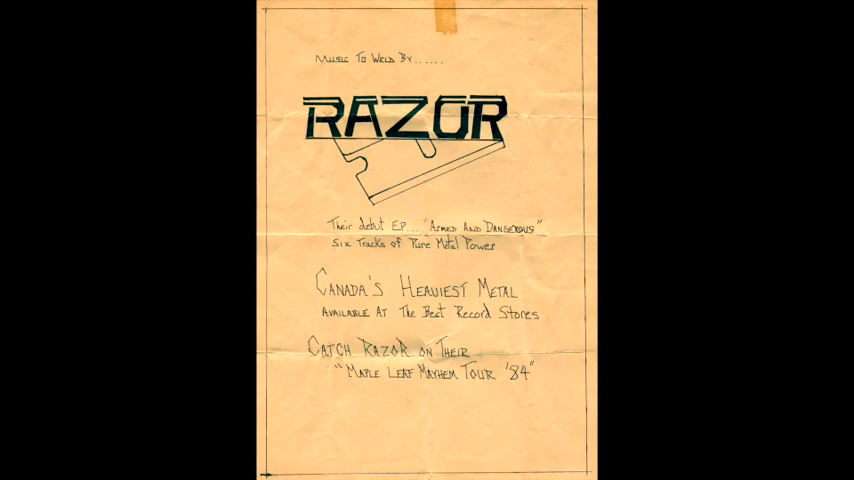 Music To Weld By......
RAZOR
Their debut EP... "Armed And Dangerous"
Six Tracks of Pure Metal Power
Canada's Heaviest Metal
Available At The Best Record Stores
Catch Razor on Their
"Maple Leaf Mayhem Tour '84"